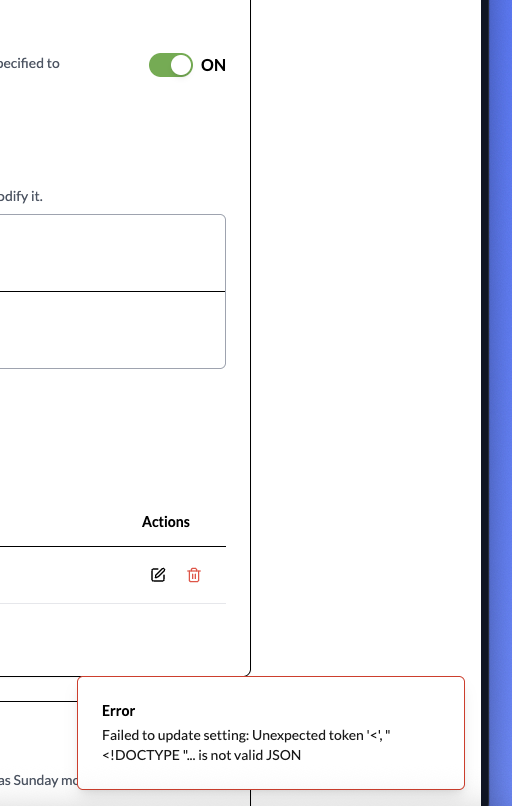 pecified to
ON
odify it.
Actions
Error
Failed to update setting: Unexpected token '<', "
<!DOCTYPE "... is not valid JSON
as Sunday mo